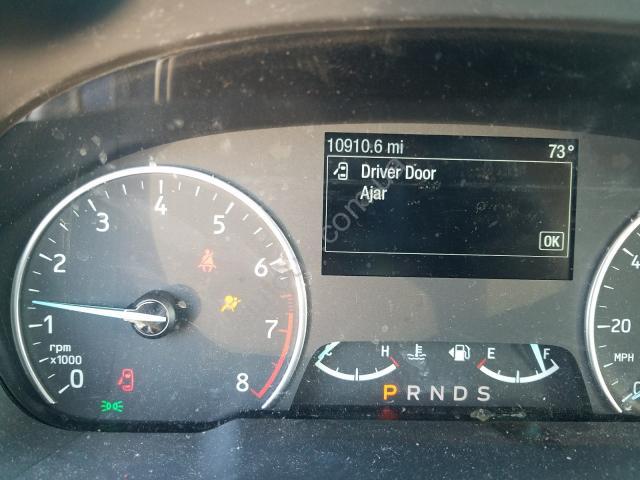 10910.6 mi 73°
Driver Door
Ajar
OK
0 1 2 3 4 5 6 7 8
rpm
x1000
C H E F
P R N D S
20 4
MPH